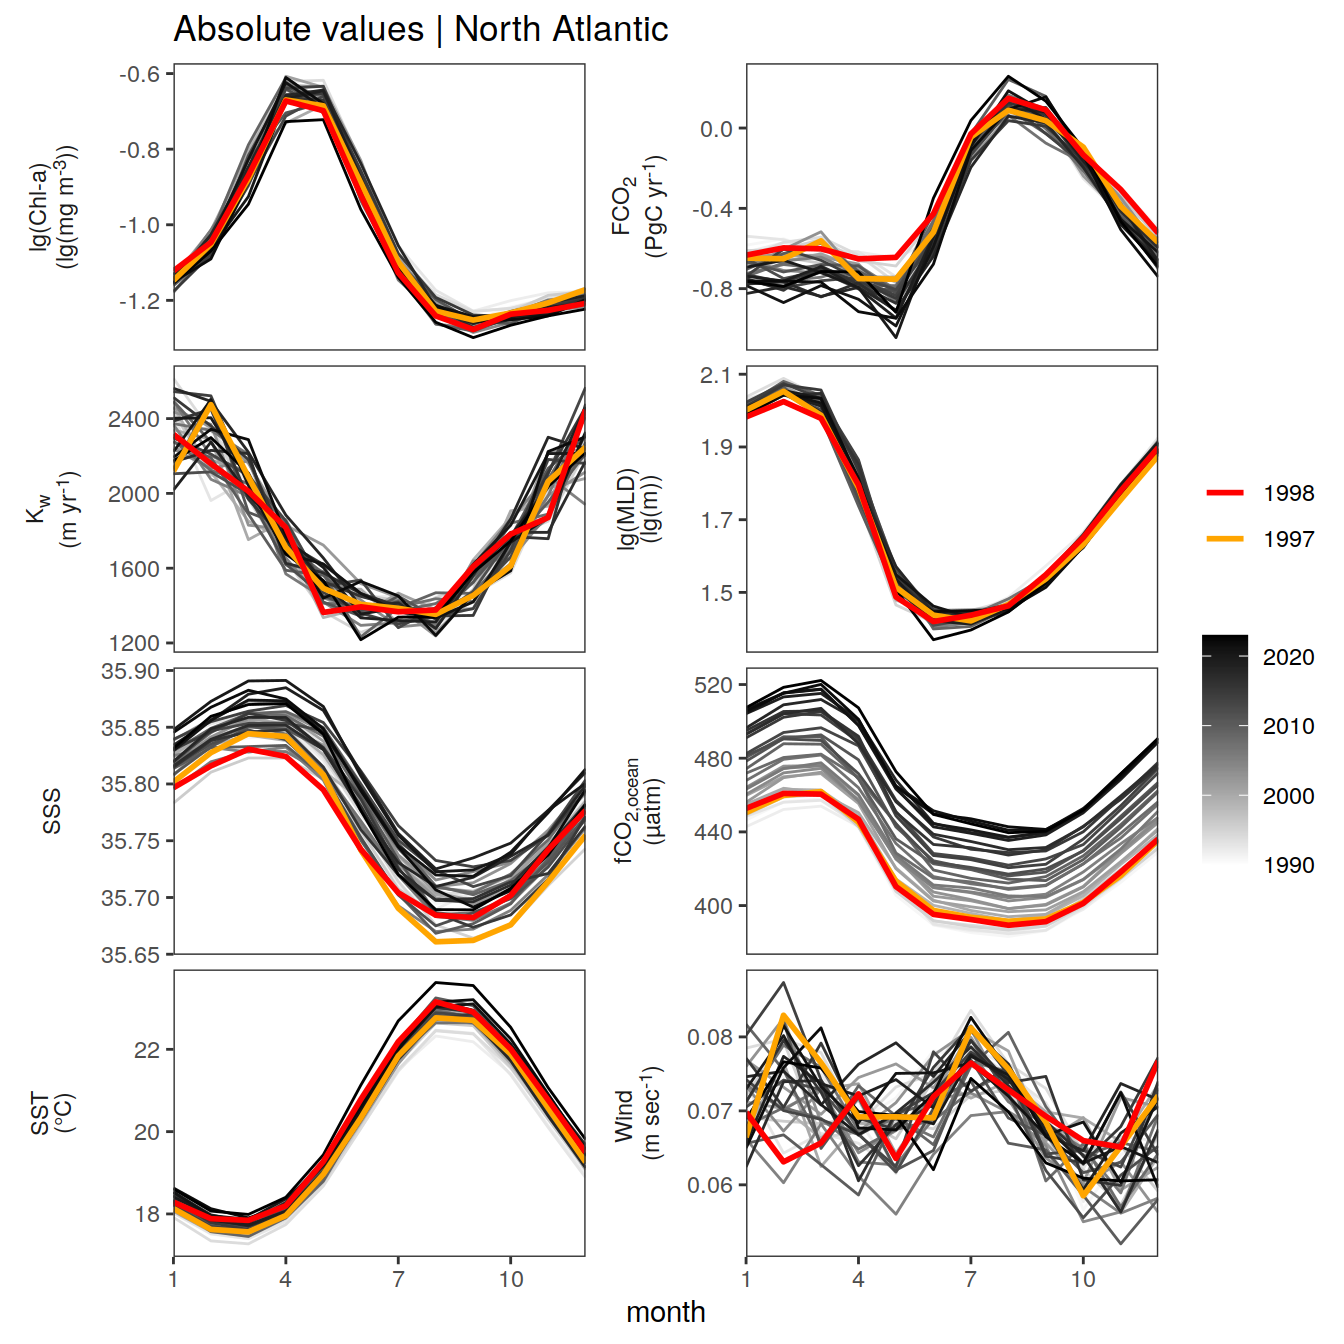 Absolute values | North Atlantic
lg(Chl-a)
(lg(mg m⁻³))
-0.6
-0.8
-1.0
-1.2
FCO₂
(PgC yr⁻¹)
0.0
-0.4
-0.8
K_w
(m yr⁻¹)
2400
2000
1600
1200
lg(MLD)
(lg(m))
2.1
1.9
1.7
1.5
SSS
35.90
35.85
35.80
35.75
35.70
35.65
fCO₂,ocean
(µatm)
520
480
440
400
SST
(°C)
22
20
18
Wind
(m sec⁻¹)
0.08
0.07
0.06
1 4 7 10
1 4 7 10
month
1998
1997
2020
2010
2000
1990